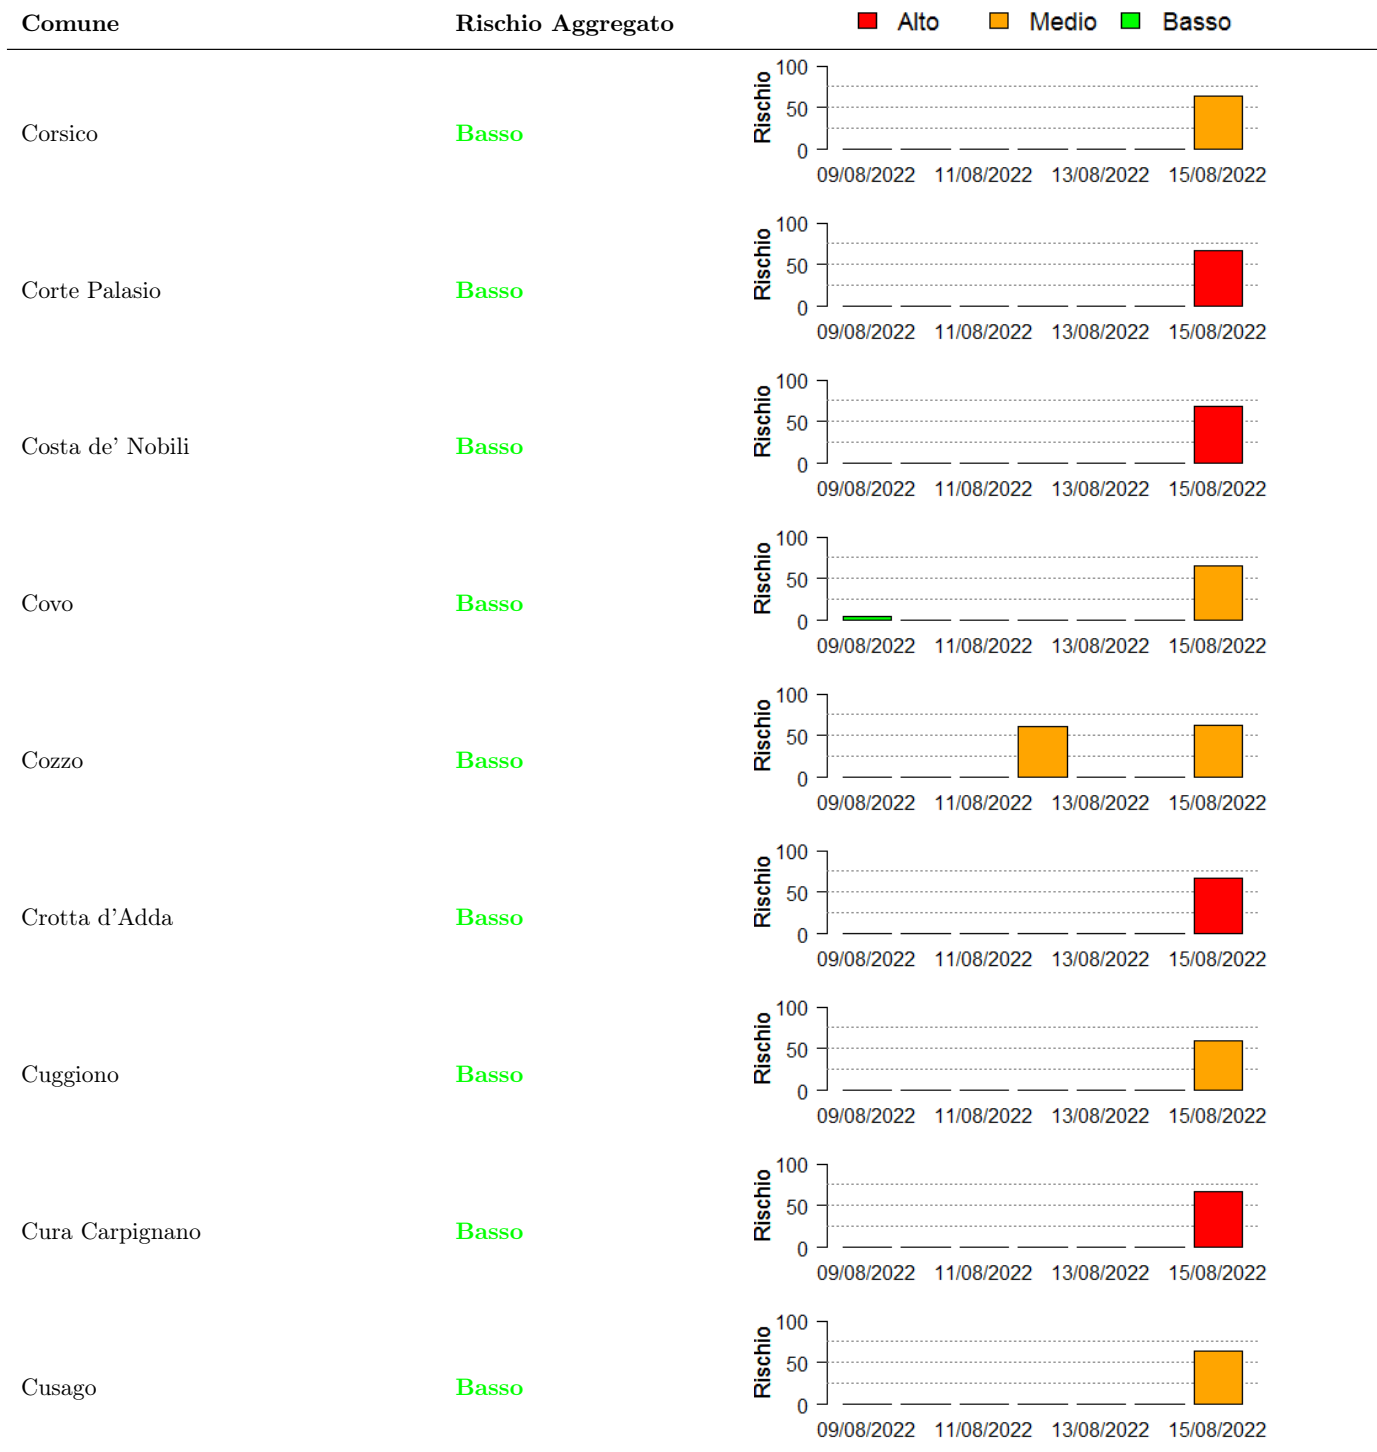 Comune Rischio Aggregato Alto Medio Basso
100
50
0
Rischio
Corsico Basso
09/08/2022 11/08/2022 13/08/2022 15/08/2022
100
50
0
Rischio
Corte Palasio Basso
09/08/2022 11/08/2022 13/08/2022 15/08/2022
100
50
0
Rischio
Costa de' Nobili Basso
09/08/2022 11/08/2022 13/08/2022 15/08/2022
100
50
0
Rischio
Covo Basso
09/08/2022 11/08/2022 13/08/2022 15/08/2022
100
50
0
Rischio
Cozzo Basso
09/08/2022 11/08/2022 13/08/2022 15/08/2022
100
50
0
Rischio
Crotta d'Adda Basso
09/08/2022 11/08/2022 13/08/2022 15/08/2022
100
50
0
Rischio
Cuggiono Basso
09/08/2022 11/08/2022 13/08/2022 15/08/2022
100
50
0
Rischio
Cura Carpignano Basso
09/08/2022 11/08/2022 13/08/2022 15/08/2022
100
50
0
Rischio
Cusago Basso
09/08/2022 11/08/2022 13/08/2022 15/08/2022